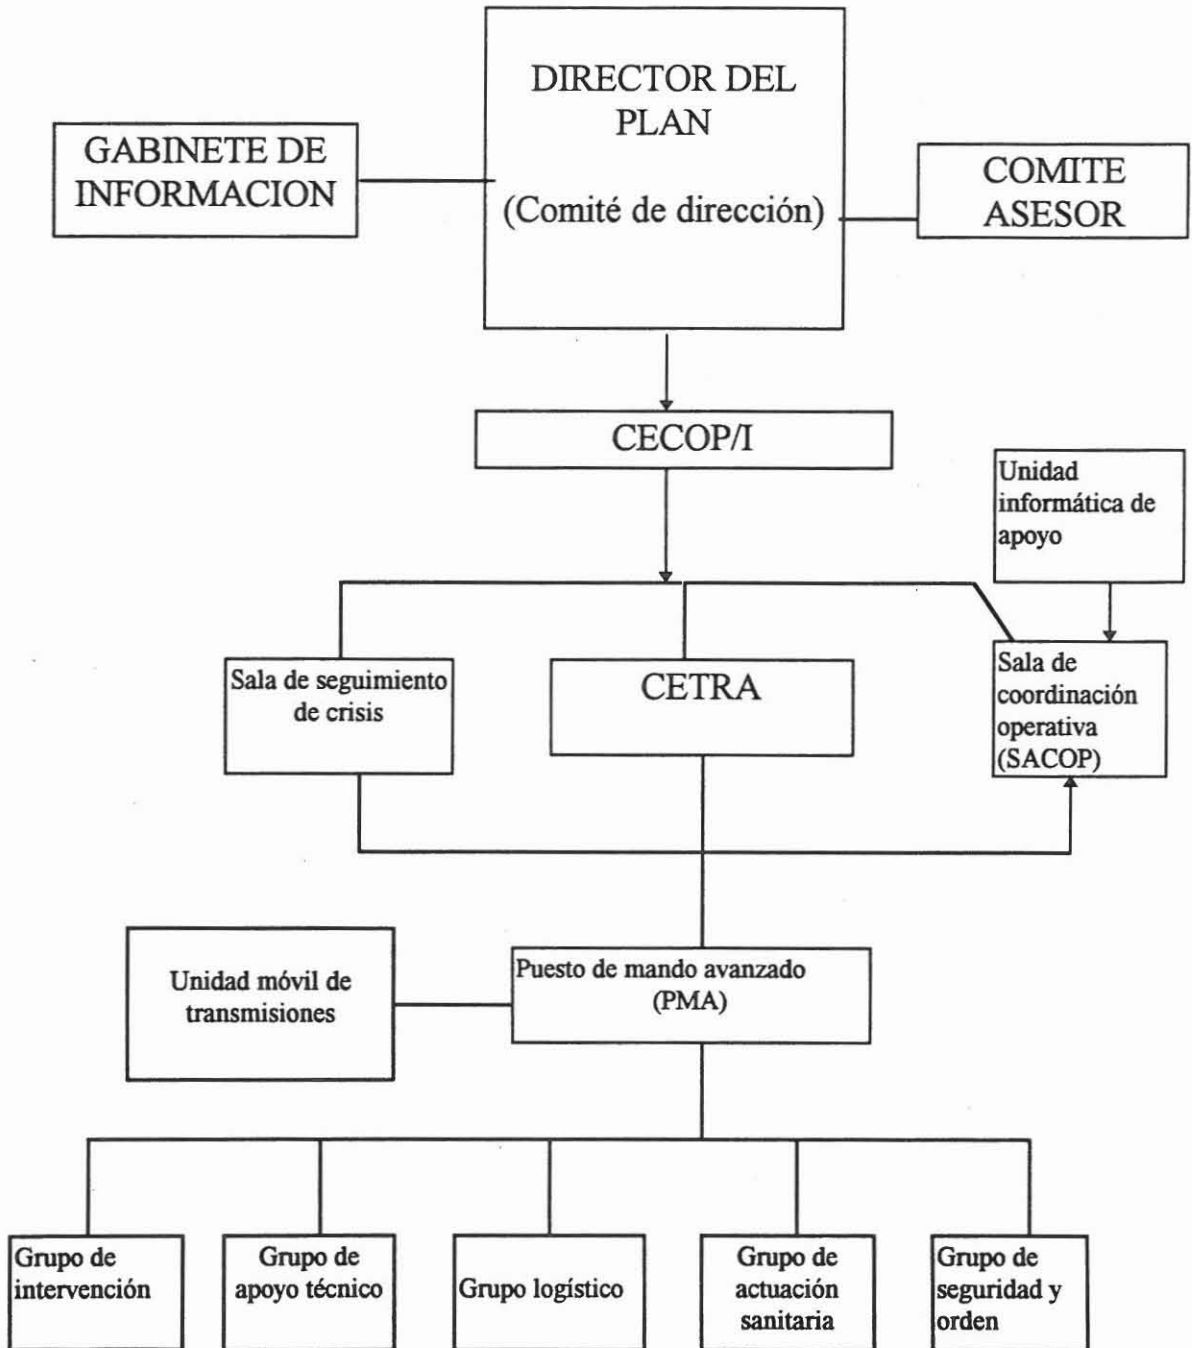 DIRECTOR DEL
PLAN
(Comité de dirección)
GABINETE DE
INFORMACION
COMITE
ASESOR
CECOP/I
Unidad
informática de
apoyo
Sala de seguimiento
de crisis
CETRA
Sala de
coordinación
operativa
(SACOP)
Unidad móvil de
transmisiones
Puesto de mando avanzado
(PMA)
Grupo de
intervención
Grupo de
apoyo técnico
Grupo logístico
Grupo de
actuación
sanitaria
Grupo de
seguridad y
orden